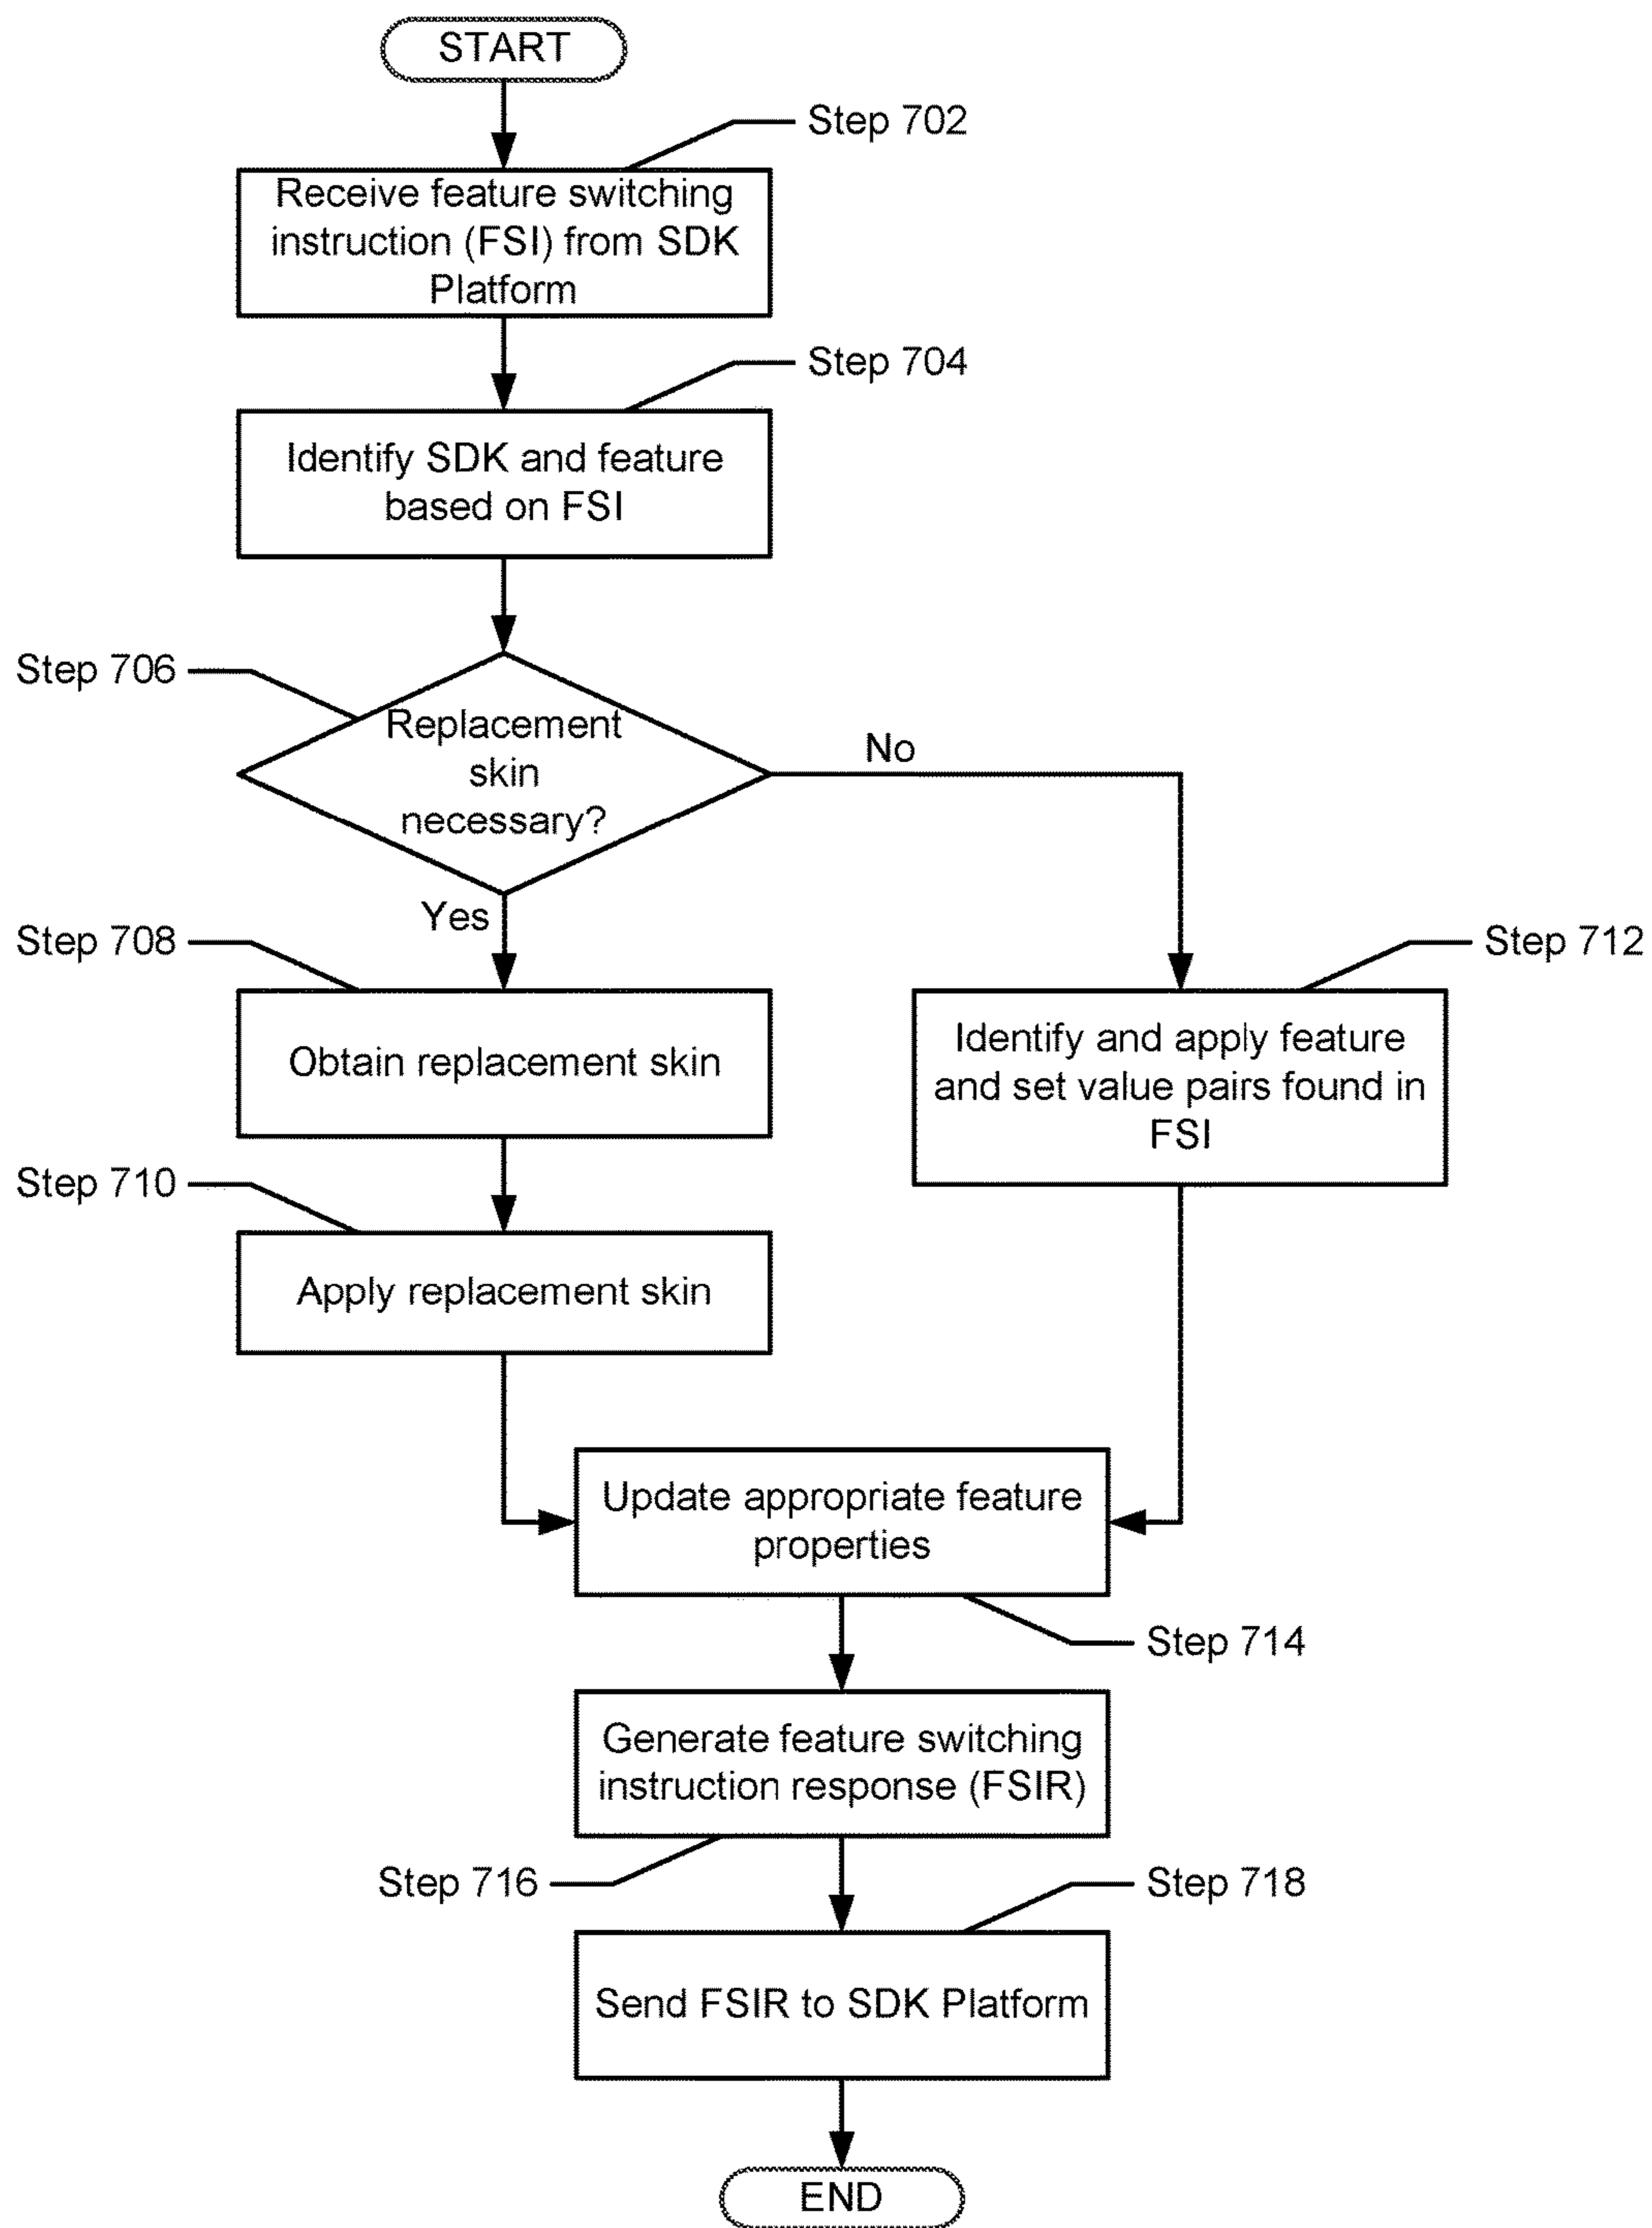 START
Step 702
Receive feature switching
instruction (FSI) from SDK
Platform
Step 704
Identify SDK and feature
based on FSI
Step 706
Replacement
skin
necessary?
No
Yes
Step 708
Obtain replacement skin
Step 712
Identify and apply feature
and set value pairs found in
FSI
Step 710
Apply replacement skin
Update appropriate feature
properties
Step 714
Generate feature switching
instruction response (FSIR)
Step 716
Step 718
Send FSIR to SDK Platform
END